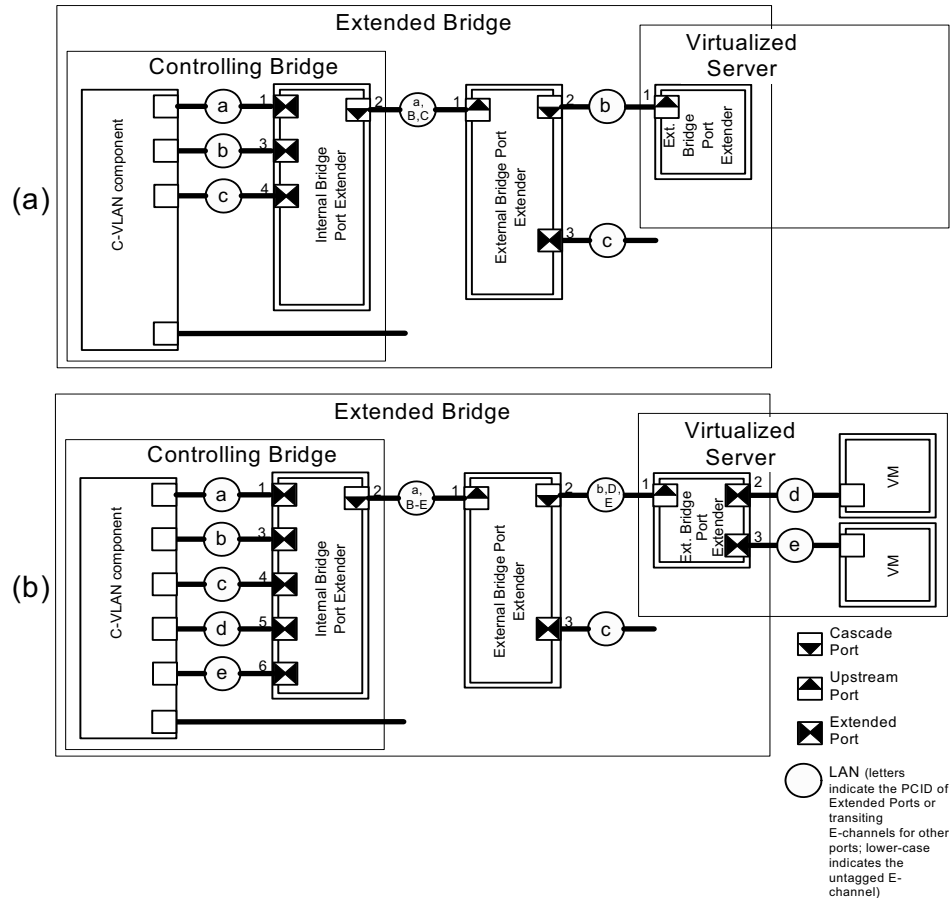 Extended Bridge
Virtualized
Server
Controlling Bridge
(a)
C-VLAN component
a
b
c
1
3
4
Internal Bridge
Port Extender
2
a,
B,C
1
External Bridge Port
Extender
2
b
1
Ext.
Bridge
Port
Extender
3
c
Extended Bridge
Virtualized
Server
Controlling Bridge
(b)
C-VLAN component
a
b
c
d
e
1
3
4
5
6
Internal Bridge
Port Extender
2
a,
B-E
1
External Bridge Port
Extender
2
b,D,
E
1
Ext. Bridge
Port
Extender
2
d
VM
3
e
VM
3
c
Cascade
Port
Upstream
Port
Extended
Port
LAN (letters
indicate the PCID of
Extended Ports or
transiting
E-channels for other
ports; lower-case
indicates the
untagged E-
channel)